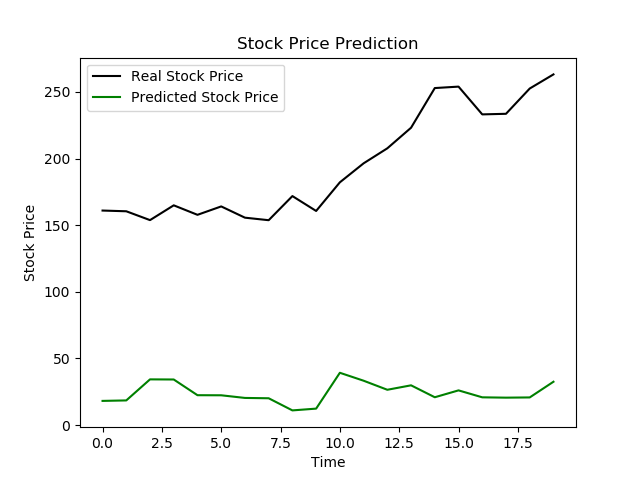 Stock Price Prediction
Real Stock Price
Predicted Stock Price
Stock Price
250
200
150
100
50
0
0.0 2.5 5.0 7.5 10.0 12.5 15.0 17.5
Time